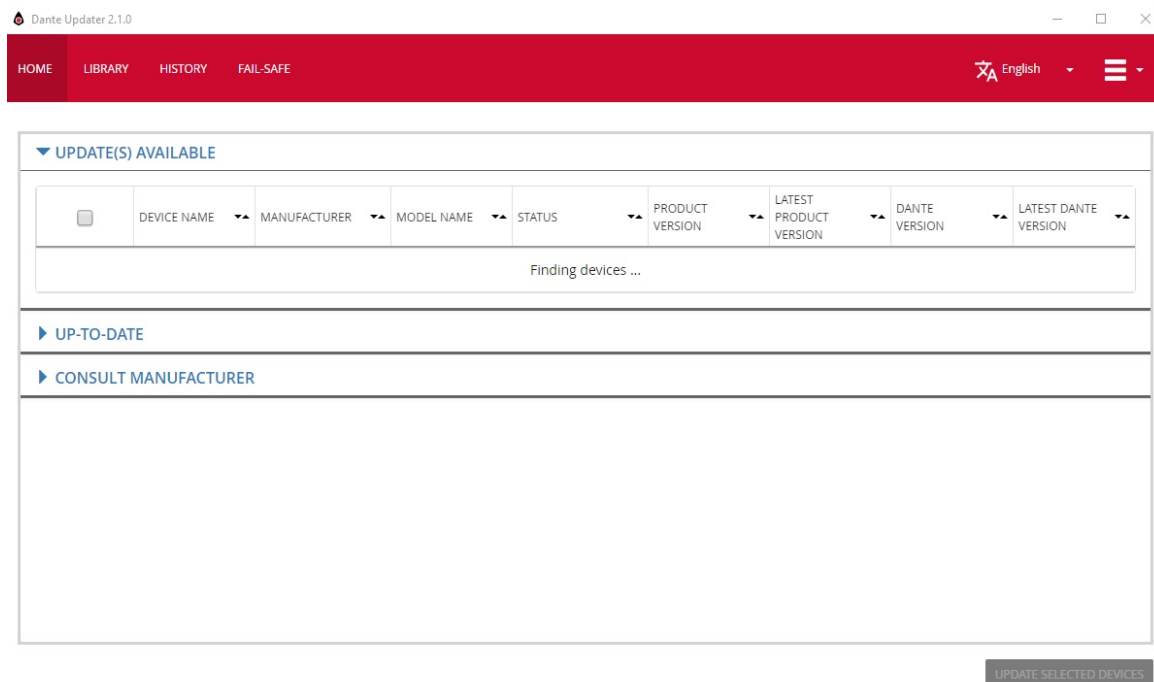 Dante Updater 2.1.0
HOME LIBRARY HISTORY FAIL-SAFE English
UPDATE(S) AVAILABLE
DEVICE NAME MANUFACTURER MODEL NAME STATUS PRODUCT VERSION LATEST PRODUCT VERSION DANTE VERSION LATEST DANTE VERSION
Finding devices ...
UP-TO-DATE
CONSULT MANUFACTURER
UPDATE SELECTED DEVICES